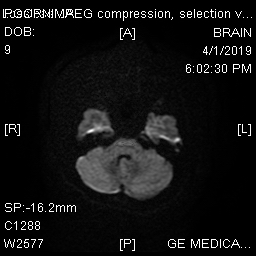 JPEG compression, selection v...
[A]
BRAIN
DOB:
9
4/1/2019
6:02:30 PM
[R]
[L]
SP:-16.2mm
C1288
W2577
[P]
GE MEDICA...